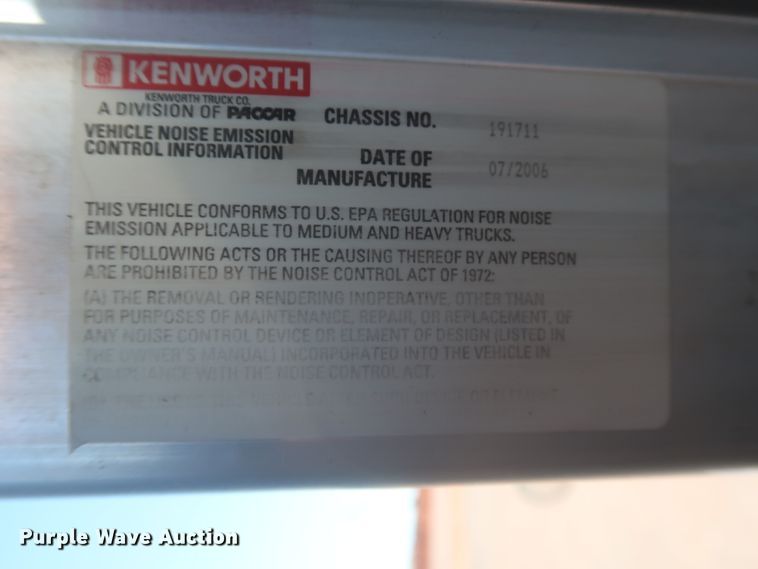 KENWORTH
KENWORTH TRUCK CO.
A DIVISION OF PACCAR
VEHICLE NOISE EMISSION
CONTROL INFORMATION
CHASSIS NO. 191711
DATE OF
MANUFACTURE 07/2006
THIS VEHICLE CONFORMS TO U.S. EPA REGULATION FOR NOISE
EMISSION APPLICABLE TO MEDIUM AND HEAVY TRUCKS.
THE FOLLOWING ACTS OR THE CAUSING THEREOF BY ANY PERSON
ARE PROHIBITED BY THE NOISE CONTROL ACT OF 1972:
(A) THE REMOVAL OR RENDERING INOPERATIVE, OTHER THAN
FOR PURPOSES OF MAINTENANCE, REPAIR, OR REPLACEMENT, OF
ANY NOISE CONTROL DEVICE OR ELEMENT OF DESIGN (LISTED IN
THE OWNER'S MANUAL) INCORPORATED INTO THE VEHICLE IN
COMPLIANCE WITH THE NOISE CONTROL ACT.
Purple Wave Auction